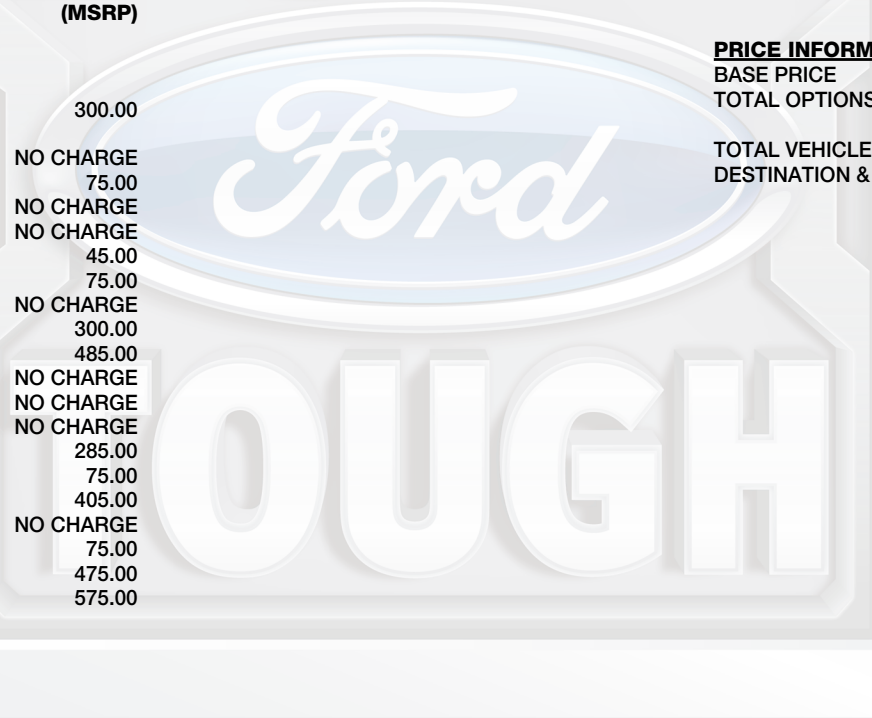 (MSRP)
300.00
NO CHARGE
75.00
NO CHARGE
NO CHARGE
45.00
75.00
NO CHARGE
300.00
485.00
NO CHARGE
NO CHARGE
NO CHARGE
285.00
75.00
405.00
NO CHARGE
75.00
475.00
575.00
PRICE INFORM
BASE PRICE
TOTAL OPTIONS
TOTAL VEHICLE
DESTINATION &
Ford
TOUGH